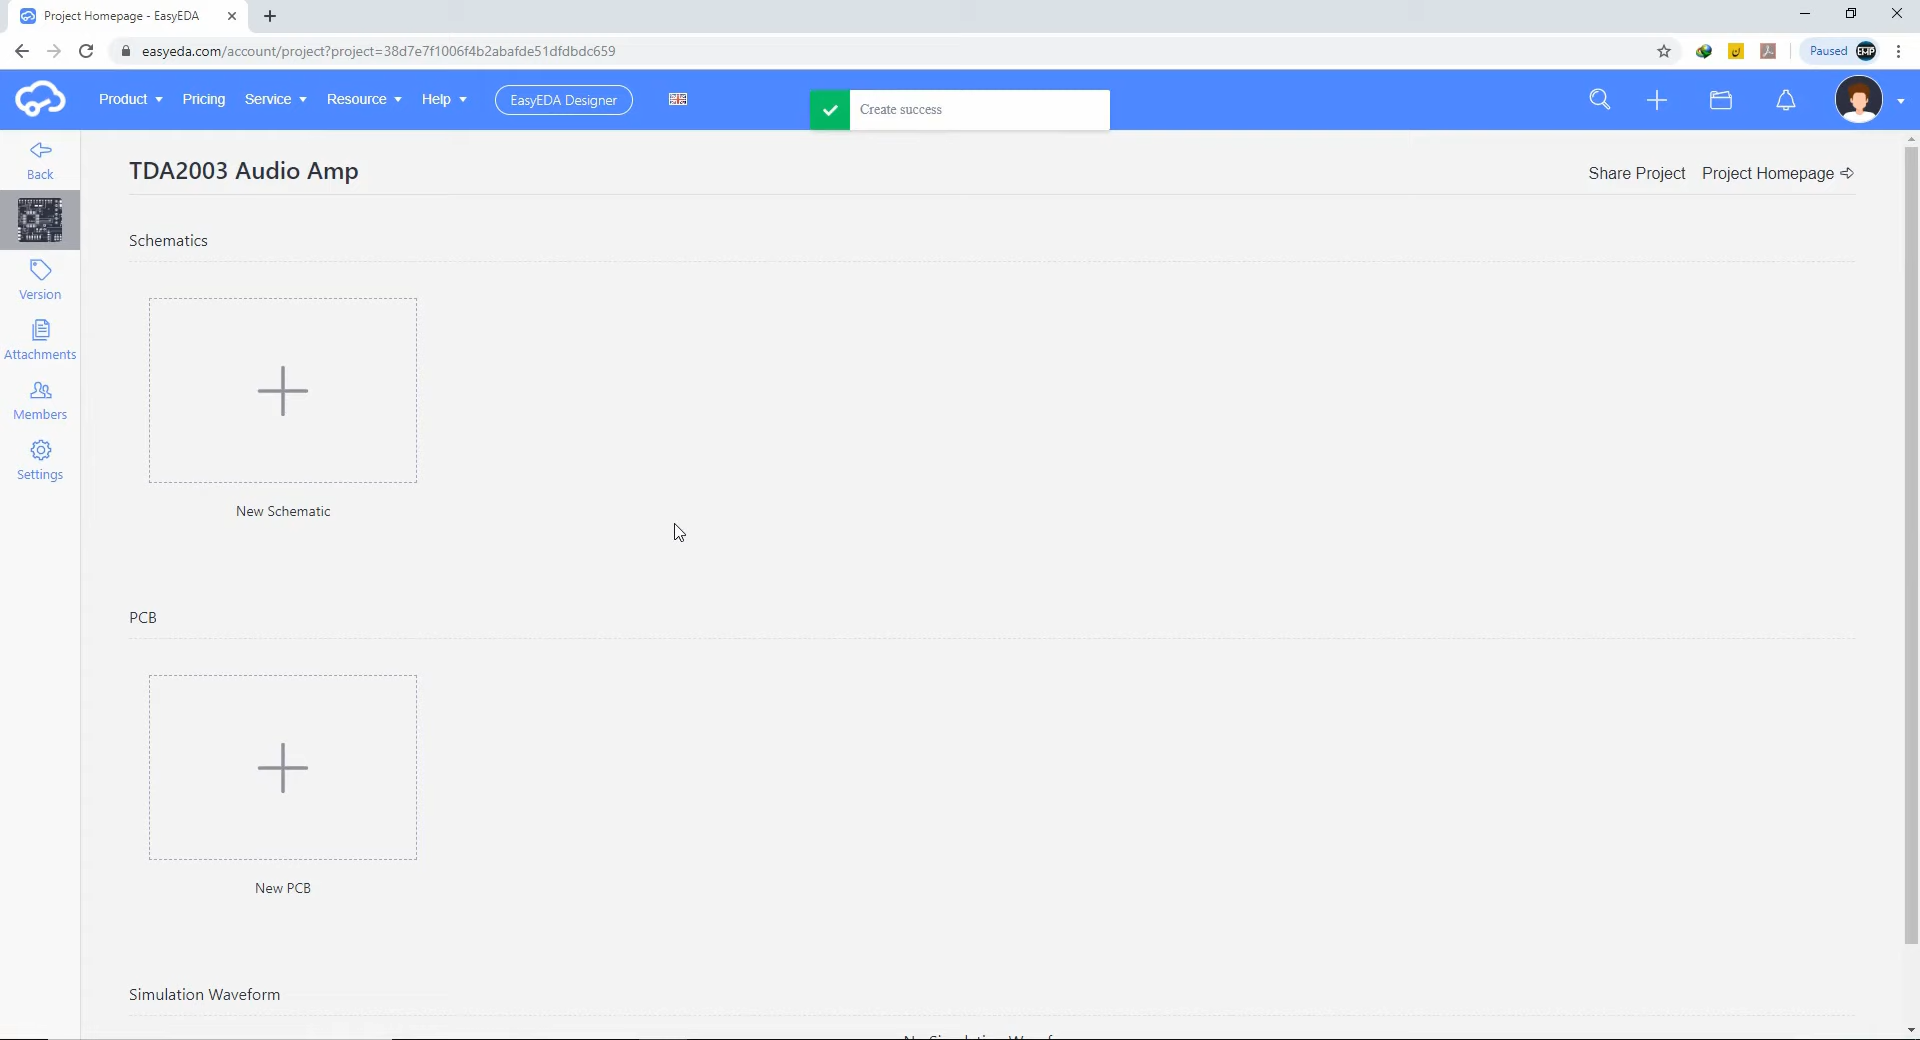 Project Homepage - EasyEDA
easyeda.com/account/project?project=38d7e7f1006f4b2abafde51dfdbdc659
Paused
EMP
Product
Pricing
Service
Resource
Help
EasyEDA Designer
Create success
Back
TDA2003 Audio Amp
Share Project
Project Homepage
Schematics
Version
Attachments
Members
Settings
New Schematic
PCB
New PCB
Simulation Waveform